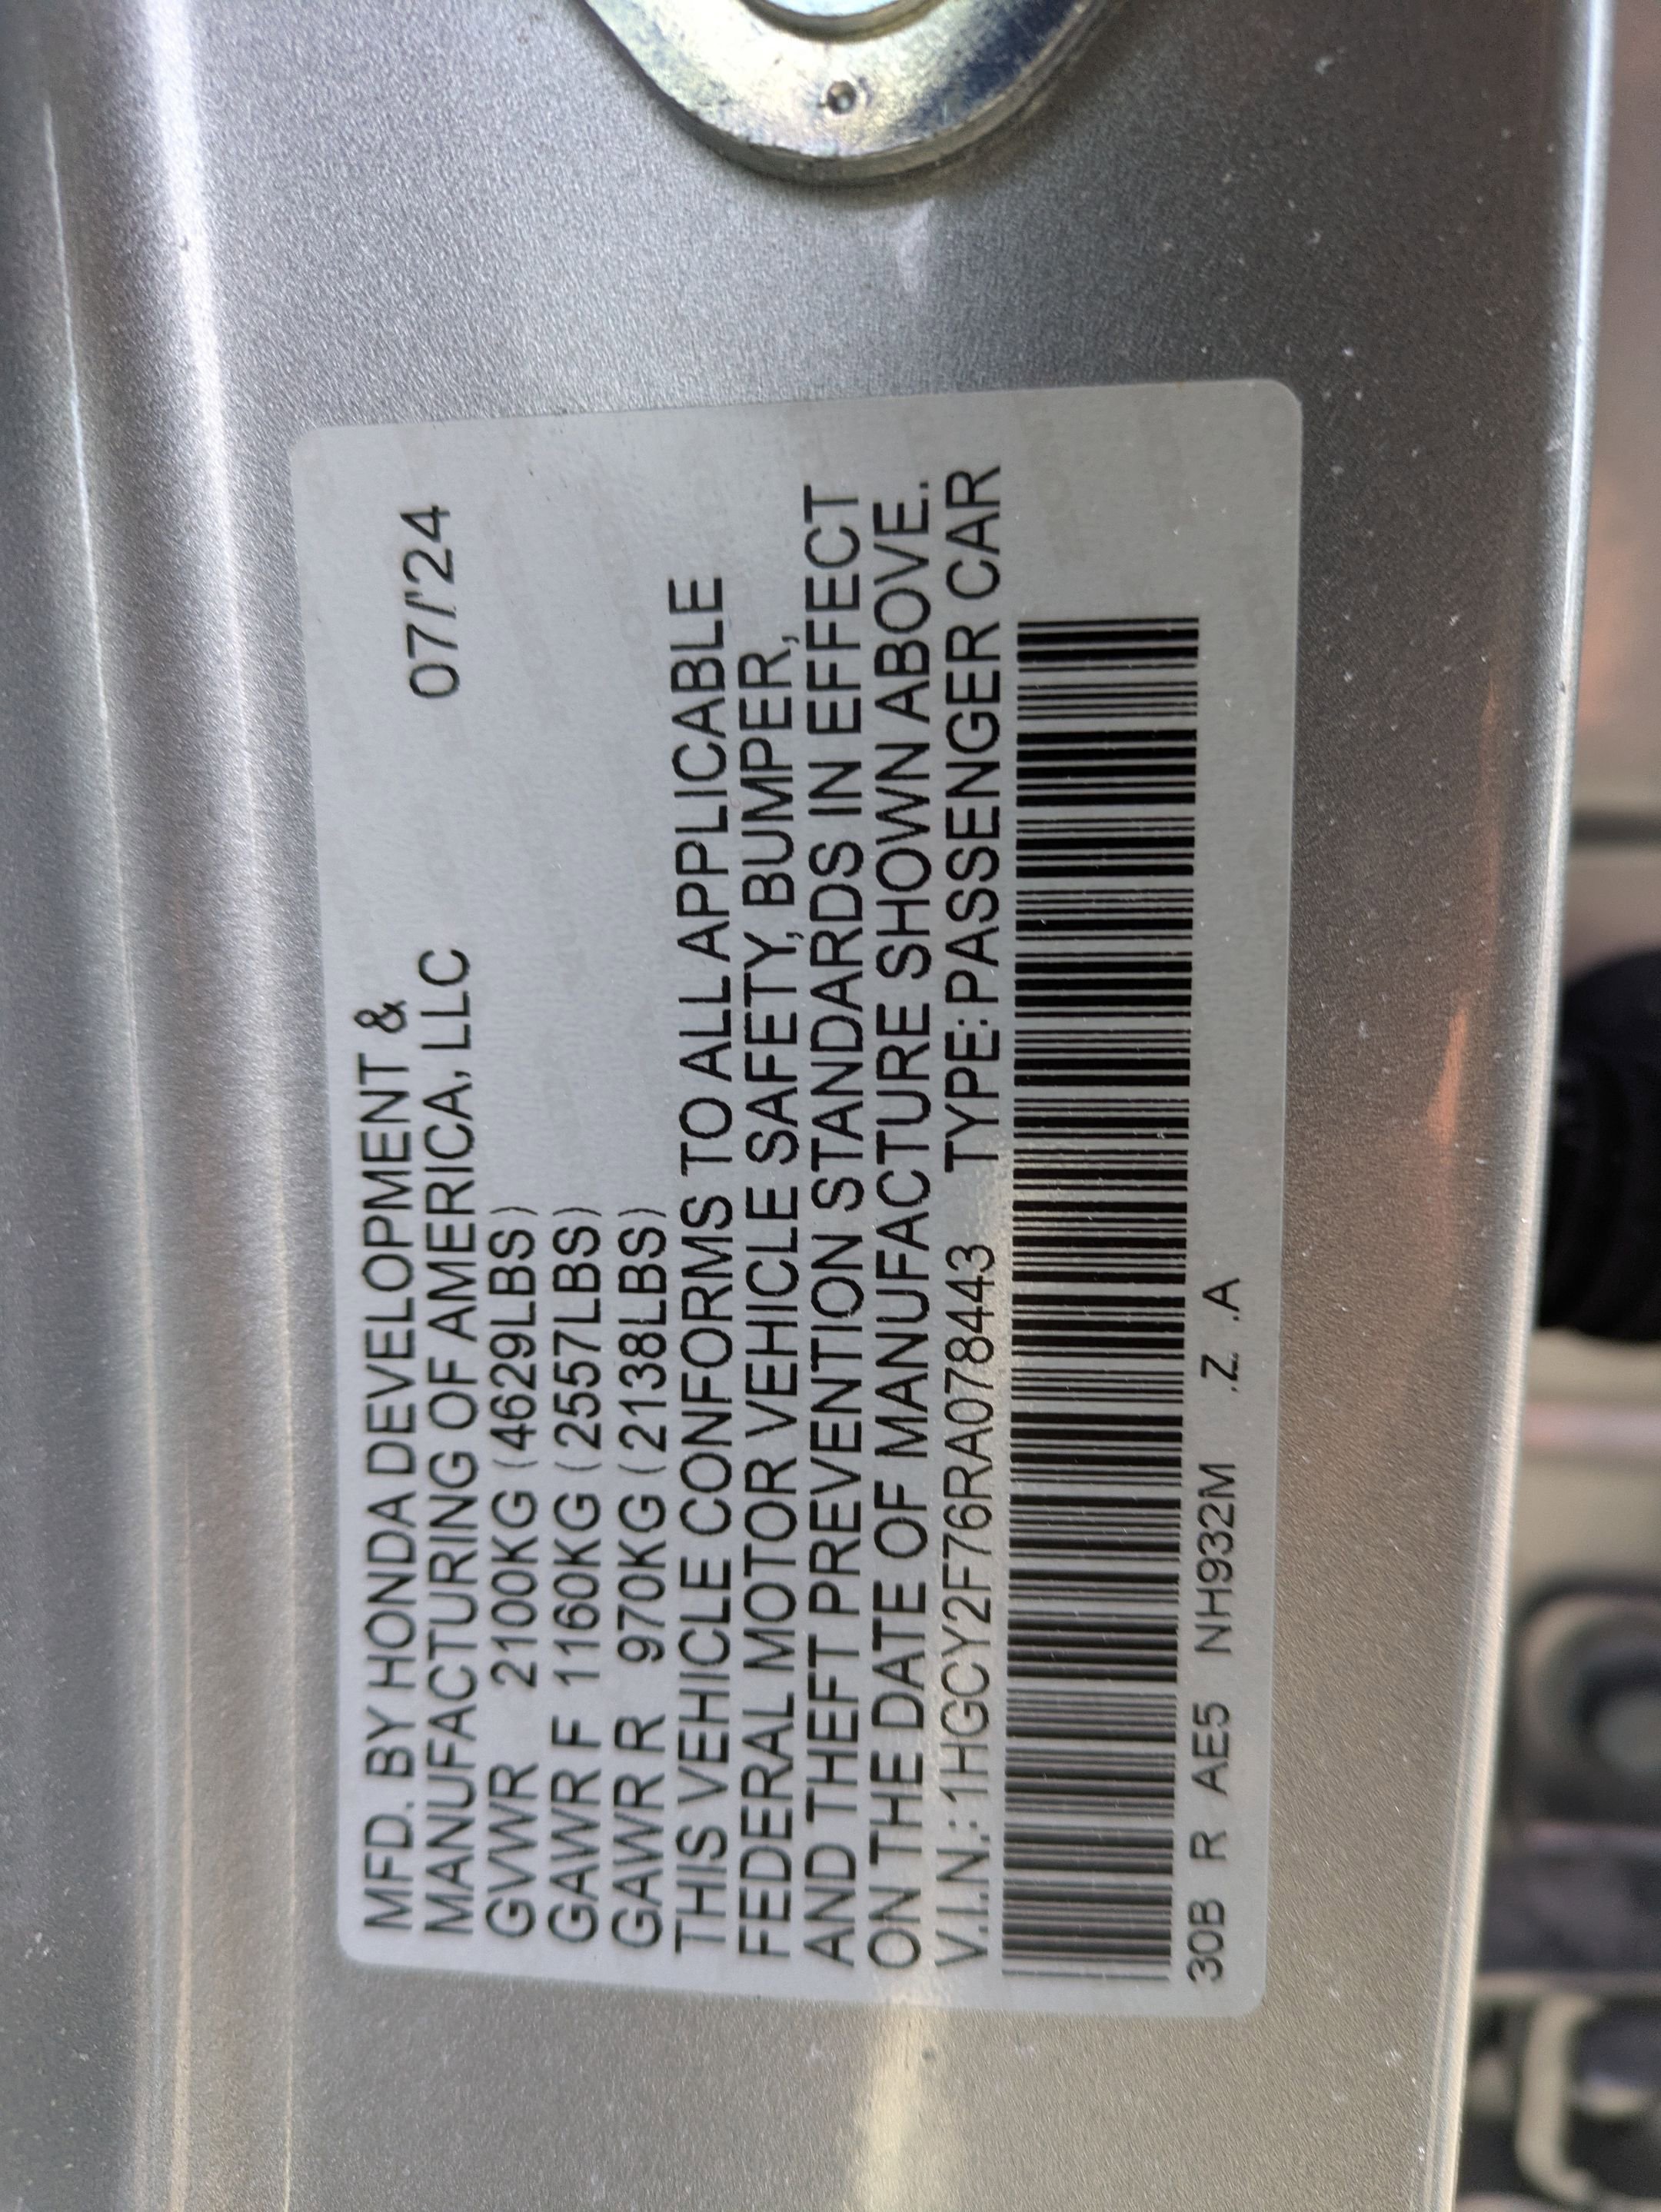 MFD. BY HONDA DEVELOPMENT &
MANUFACTURING OF AMERICA, LLC 07/'24
GVWR 2100KG (4629LBS)
GAWR F 1160KG (2557LBS)
GAWR R 970KG (2138LBS)
THIS VEHICLE CONFORMS TO ALL APPLICABLE
FEDERAL MOTOR VEHICLE SAFETY, BUMPER,
AND THEFT PREVENTION STANDARDS IN EFFECT
ON THE DATE OF MANUFACTURE SHOWN ABOVE.
V.I.N.: 1HGCY2F76RA078443 TYPE: PASSENGER CAR
30B R AE5 NH932M .Z .A